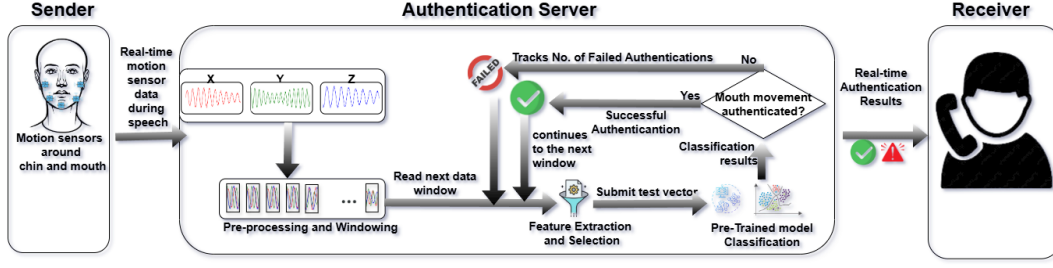 Sender
Authentication Server
Receiver
Real-time
motion
sensor
data
during
speech
Motion sensors
around
chin and mouth
X
Y
Z
FAILED
Tracks No. of Failed Authentications
No
Yes
Mouth movement
authenticated?
Successful
Authenticantion
continues
to the next
window
Classification
results
Read next data
window
Submit test vector
Pre-processing and Windowing
Feature Extraction
and Selection
Pre-Trained model
Classification
Real-time
Authentication
Results